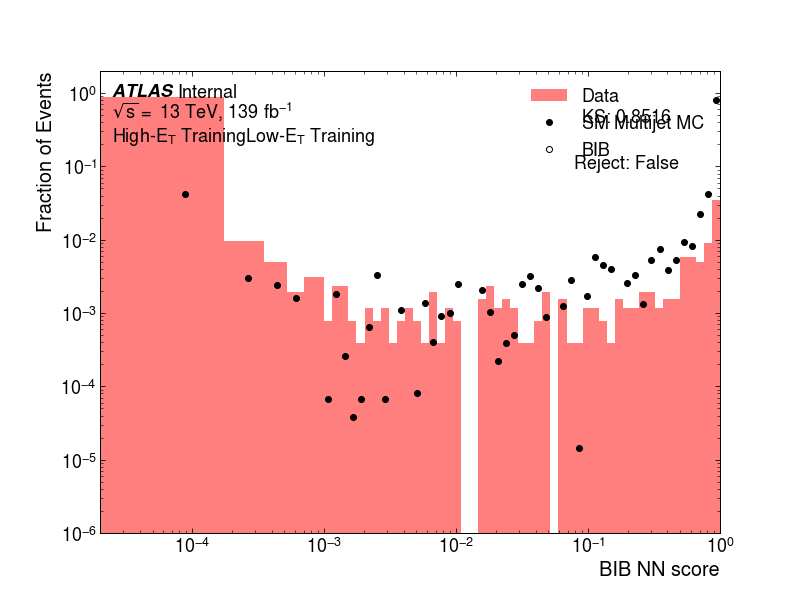 ATLAS Internal
√s = 13 TeV, 139 fb⁻¹
High-E_T TrainingLow-E_T Training
Data
KS: 0.8516
SM Multijet MC
BIB
Reject: False
Fraction of Events
10⁰
10⁻¹
10⁻²
10⁻³
10⁻⁴
10⁻⁵
10⁻⁶
10⁻⁴
10⁻³
10⁻²
10⁻¹
10⁰
BIB NN score